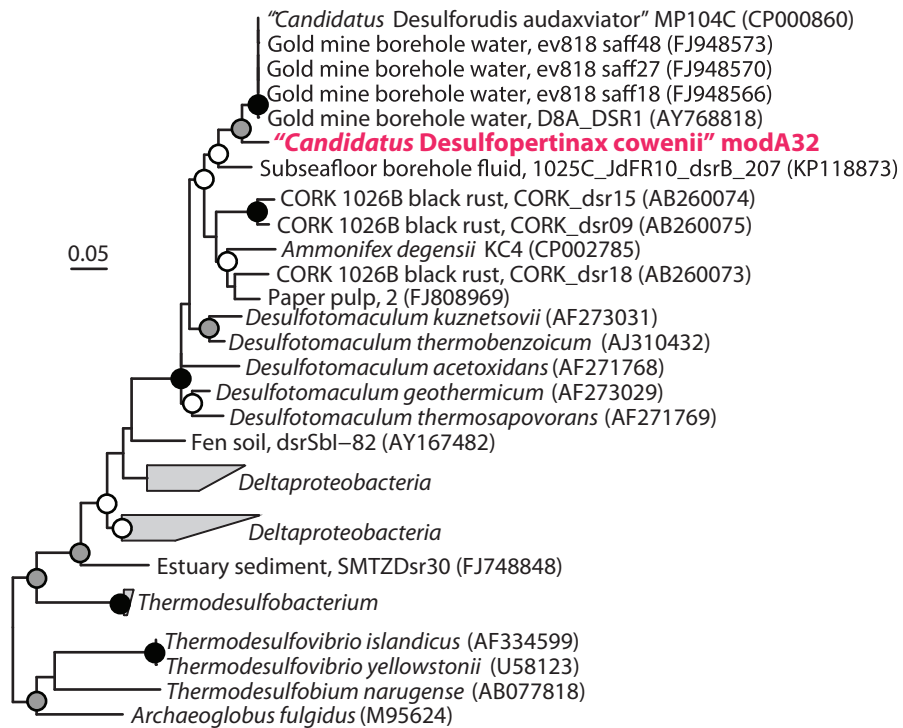 “Candidatus Desulforudis audaxviator” MP104C (CP000860)
Gold mine borehole water, ev818 saff48 (FJ948573)
Gold mine borehole water, ev818 saff27 (FJ948570)
Gold mine borehole water, ev818 saff18 (FJ948566)
Gold mine borehole water, D8A_DSR1 (AY768818)
“Candidatus Desulfopertinax cowenii” modA32
Subseafloor borehole fluid, 1025C_JdFR10_dsrB_207 (KP118873)
CORK 1026B black rust, CORK_dsr15 (AB260074)
CORK 1026B black rust, CORK_dsr09 (AB260075)
0.05
Ammonifex degensii KC4 (CP002785)
CORK 1026B black rust, CORK_dsr18 (AB260073)
Paper pulp, 2 (FJ808969)
Desulfotomaculum kuznetsovii (AF273031)
Desulfotomaculum thermobenzoicum (AJ310432)
Desulfotomaculum acetoxidans (AF271768)
Desulfotomaculum geothermicum (AF273029)
Desulfotomaculum thermosapovorans (AF271769)
Fen soil, dsrSbI−82 (AY167482)
Deltaproteobacteria
Deltaproteobacteria
Estuary sediment, SMTZDsr30 (FJ748848)
Thermodesulfobacterium
Thermodesulfovibrio islandicus (AF334599)
Thermodesulfovibrio yellowstonii (U58123)
Thermodesulfobium narugense (AB077818)
Archaeoglobus fulgidus (M95624)